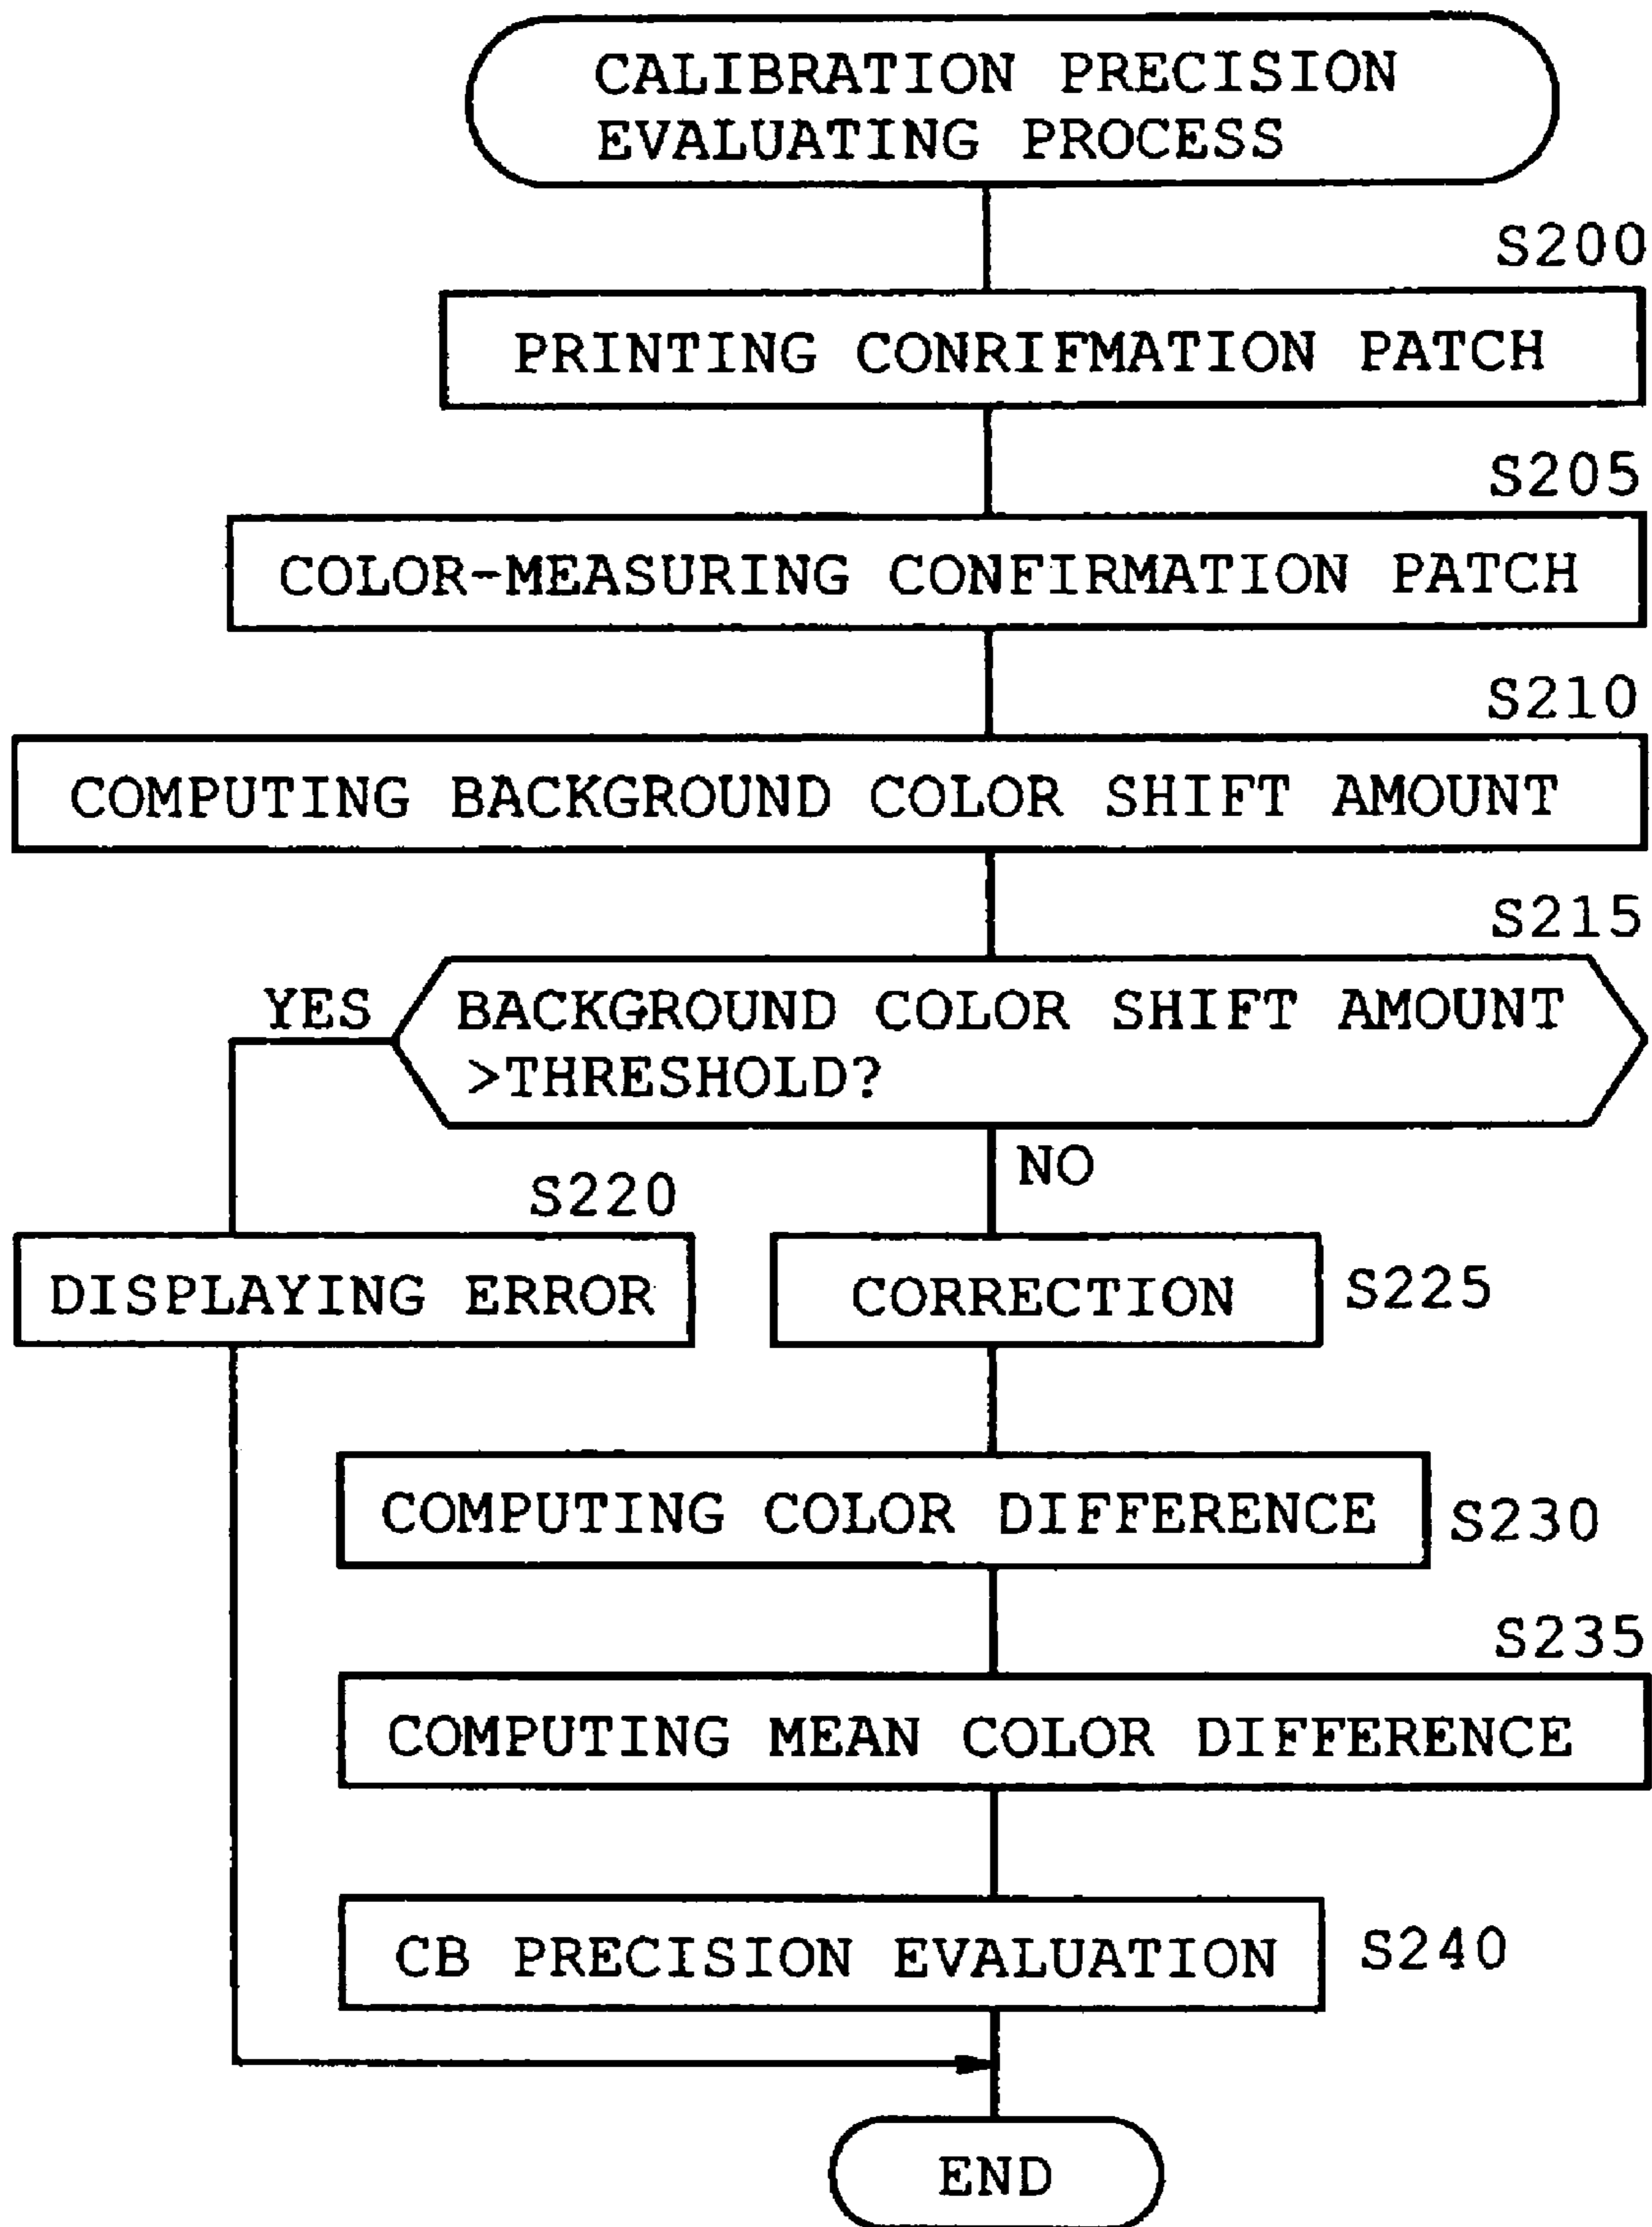 CALIBRATION PRECISION
EVALUATING PROCESS
S200
PRINTING CONRIFMATION PATCH
S205
COLOR-MEASURING CONFIRMATION PATCH
S210
COMPUTING BACKGROUND COLOR SHIFT AMOUNT
S215
YES
BACKGROUND COLOR SHIFT AMOUNT
>THRESHOLD?
NO
S220
DISPLAYING ERROR
CORRECTION
S225
COMPUTING COLOR DIFFERENCE
S230
S235
COMPUTING MEAN COLOR DIFFERENCE
CB PRECISION EVALUATION
S240
END